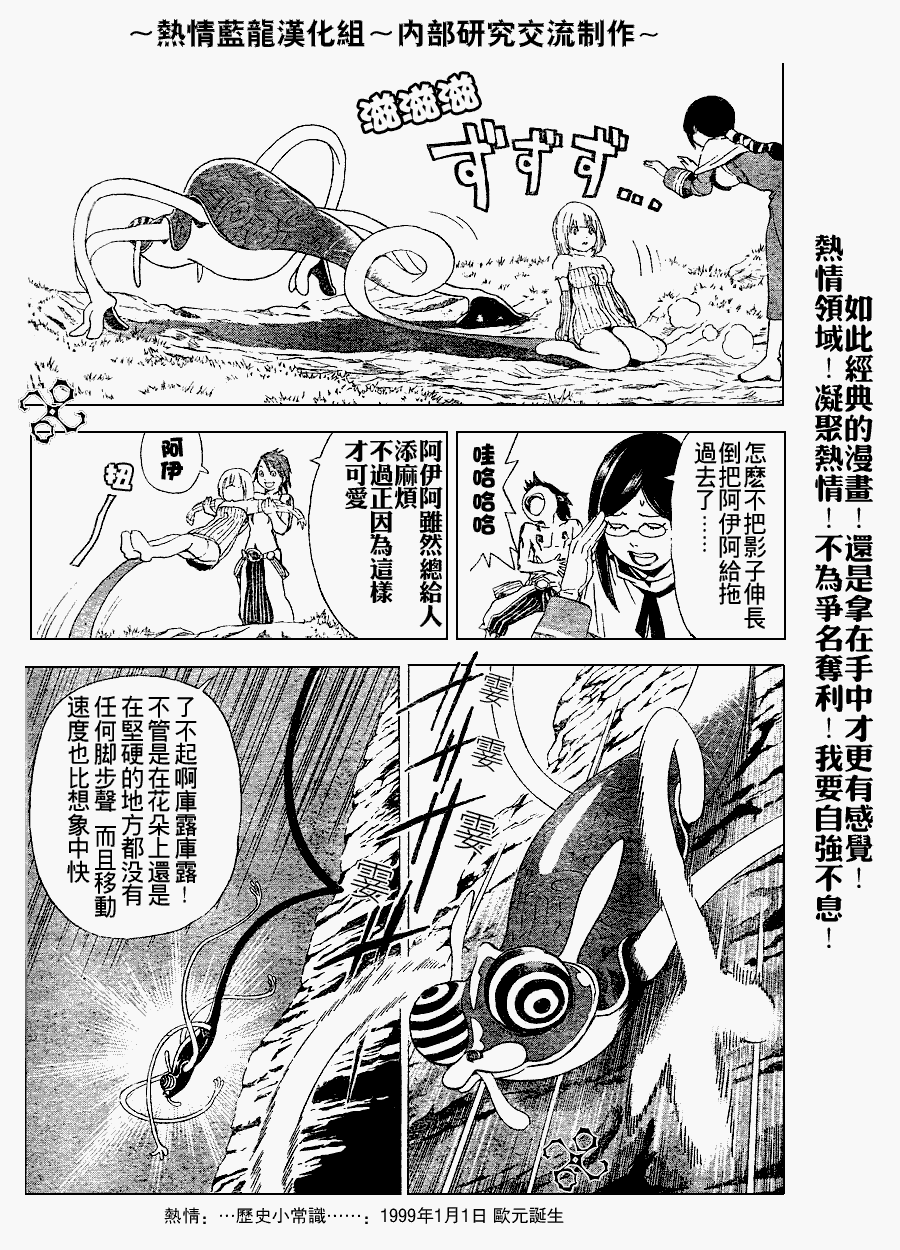 ～熱情藍龍漢化組～内部研究交流制作～
滋滋滋
ずずず...
怎麽不把影子伸長
倒把阿伊阿給拖
過去了……
哇哈哈哈
阿伊阿雖然總給人
添麻煩
不過正因為這樣
才可愛
阿伊
扭
霎
霎
霎
霎
了不起啊庫露庫露！
不管是在花朵上還是
在堅硬的地方都没有
任何脚步聲 而且移動
速度也比想象中快
如此經典的漫畫！還是拿在手中才更有感覺！
熱情領域！凝聚熱情！不為爭名奪利！我要自強不息！
熱情：…歷史小常識……：1999年1月1日 歐元誕生